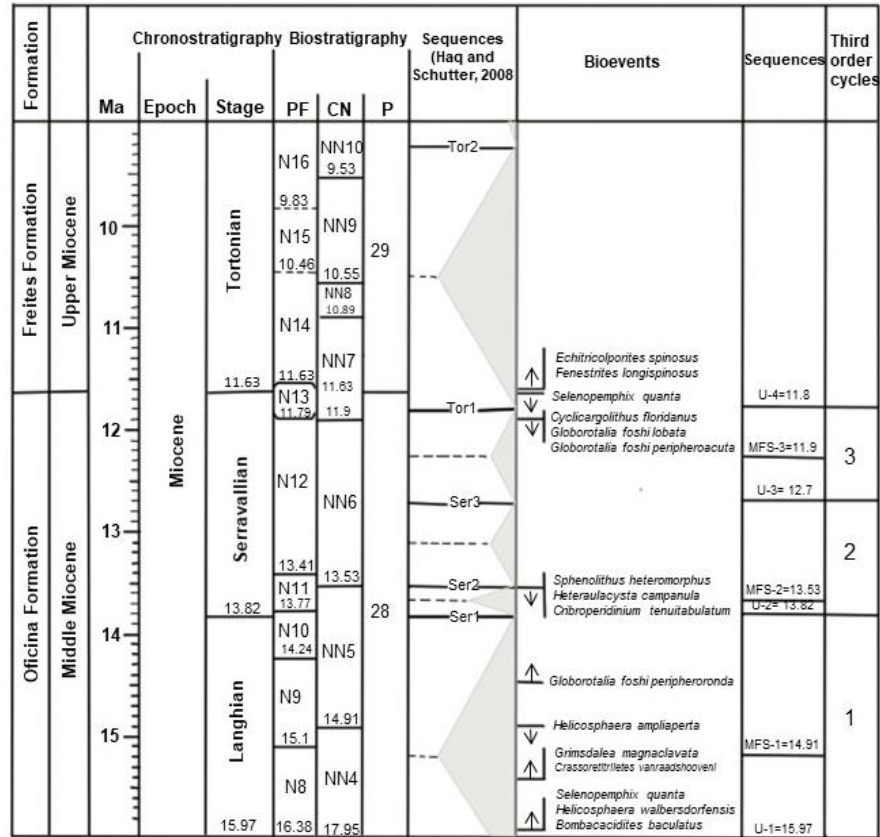 Formation
Chronostratigraphy
Biostratigraphy
Sequences
(Haq and
Schutter, 2008
Bioevents
Sequences
Third
order
cycles
Ma
Epoch
Stage
PF
CN
P
Freites Formation
Oficina Formation
Upper Miocene
Middle Miocene
10
11
12
13
14
15
Miocene
Tortonian
11.63
Serravallian
13.82
Langhian
15.97
N16
9.83
N15
10.46
N14
11.63
N13
11.79
N12
13.41
N11
13.77
N10
14.24
N9
15.1
N8
16.38
NN10
9.53
NN9
10.55
NN8
10.89
NN7
11.63
11.9
NN6
13.53
NN5
14.91
NN4
17.95
29
28
Tor2
Tor1
Ser3
Ser2
Ser1
Echitricolporites spinosus
Fenestrites longispinosus
Selenopemphix quanta
Cyclicargolithus floridanus
Globorotalia foshi lobata
Globorotalia foshi peripheroacuta
Sphenolithus heteromorphus
Heteraulacysta campanula
Cribroperidinium tenuitabulatum
Globorotalia foshi peripheroronda
Helicosphaera ampliaperta
Grimsdalea magnaclavata
Crassoretitriletes vanraadshooveni
Selenopemphix quanta
Helicosphaera walbersdorfensis
Bombacacidites baculatus
U-4=11.8
MFS-3=11.9
U-3= 12.7
MFS-2=13.53
U-2= 13.82
MFS-1=14.91
U-1=15.97
3
2
1